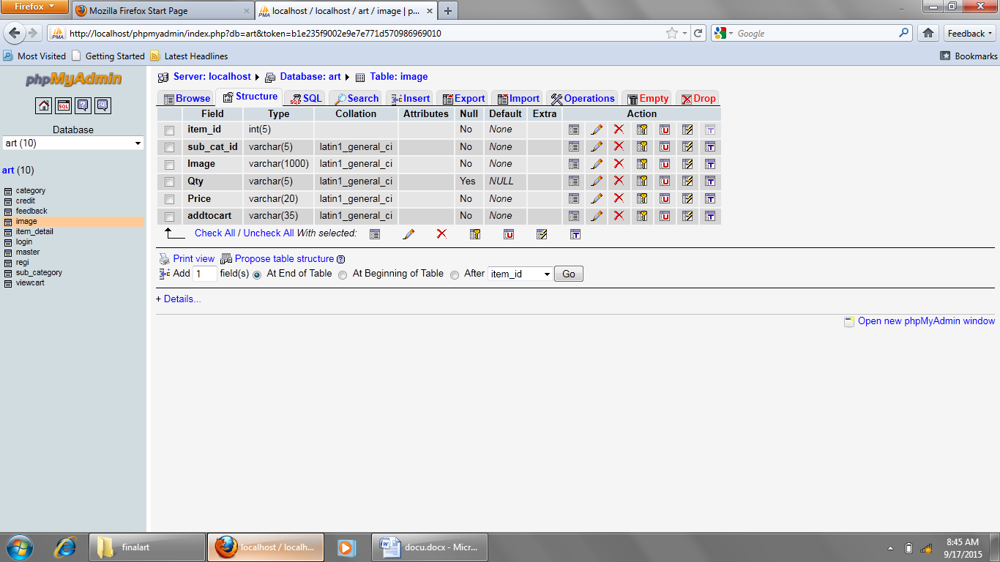 Firefox
Mozilla Firefox Start Page
localhost / localhost / art / image | p...
http://localhost/phpmyadmin/index.php?db=art&token=b1e235f9002e9e7e771d570986969010
Google
Feedback
Most Visited
Getting Started
Latest Headlines
Bookmarks
phpMyAdmin
SQL
Database
art (10)
art (10)
category
credit
feedback
image
item_detail
login
master
regi
sub_category
viewcart
Server: localhost Database: art Table: image
Browse Structure SQL Search Insert Export Import Operations Empty Drop
Field Type Collation Attributes Null Default Extra Action
item_id int(5) No None
sub_cat_id varchar(5) latin1_general_ci No None
Image varchar(1000) latin1_general_ci No None
Qty varchar(5) latin1_general_ci Yes NULL
Price varchar(20) latin1_general_ci No None
addtocart varchar(35) latin1_general_ci No None
Check All / Uncheck All With selected:
Print view Propose table structure
Add 1 field(s) At End of Table At Beginning of Table After item_id Go
+ Details...
Open new phpMyAdmin window
finalart
localhost / localh...
docu.docx - Micr...
8:45 AM
9/17/2015